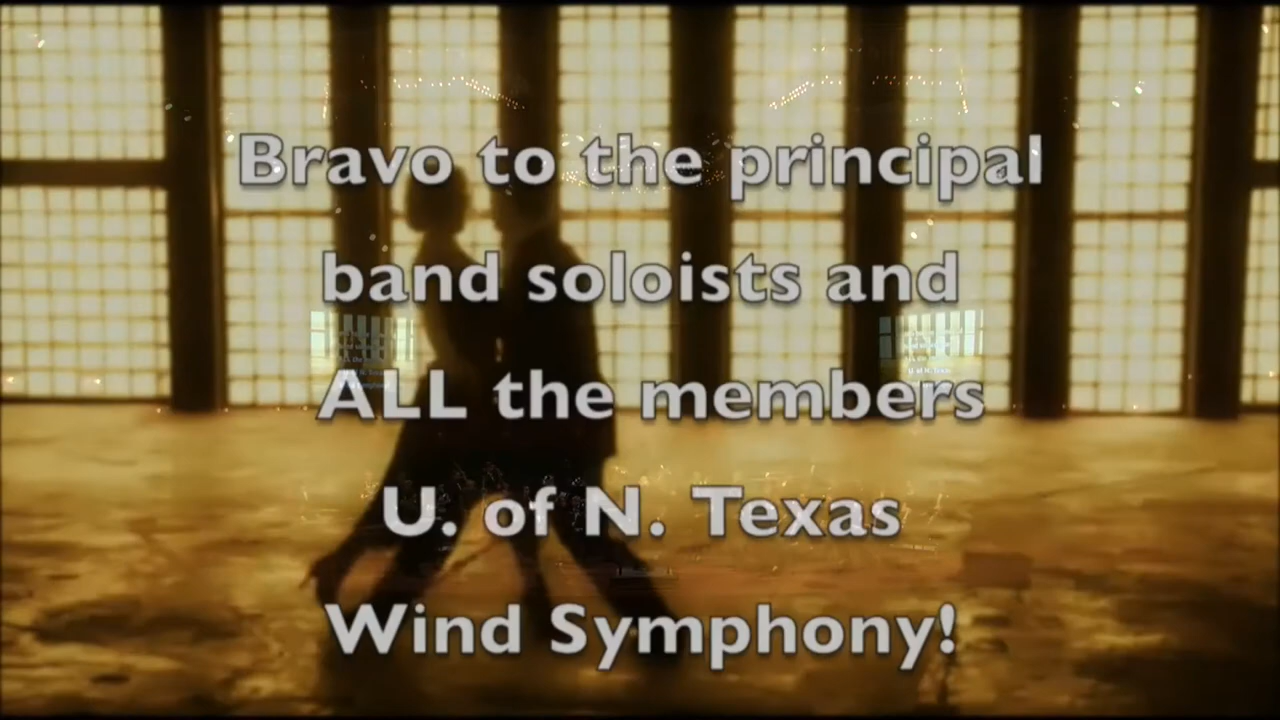 Bravo to the principal
band soloists and
ALL the members
U. of N. Texas
Wind Symphony!